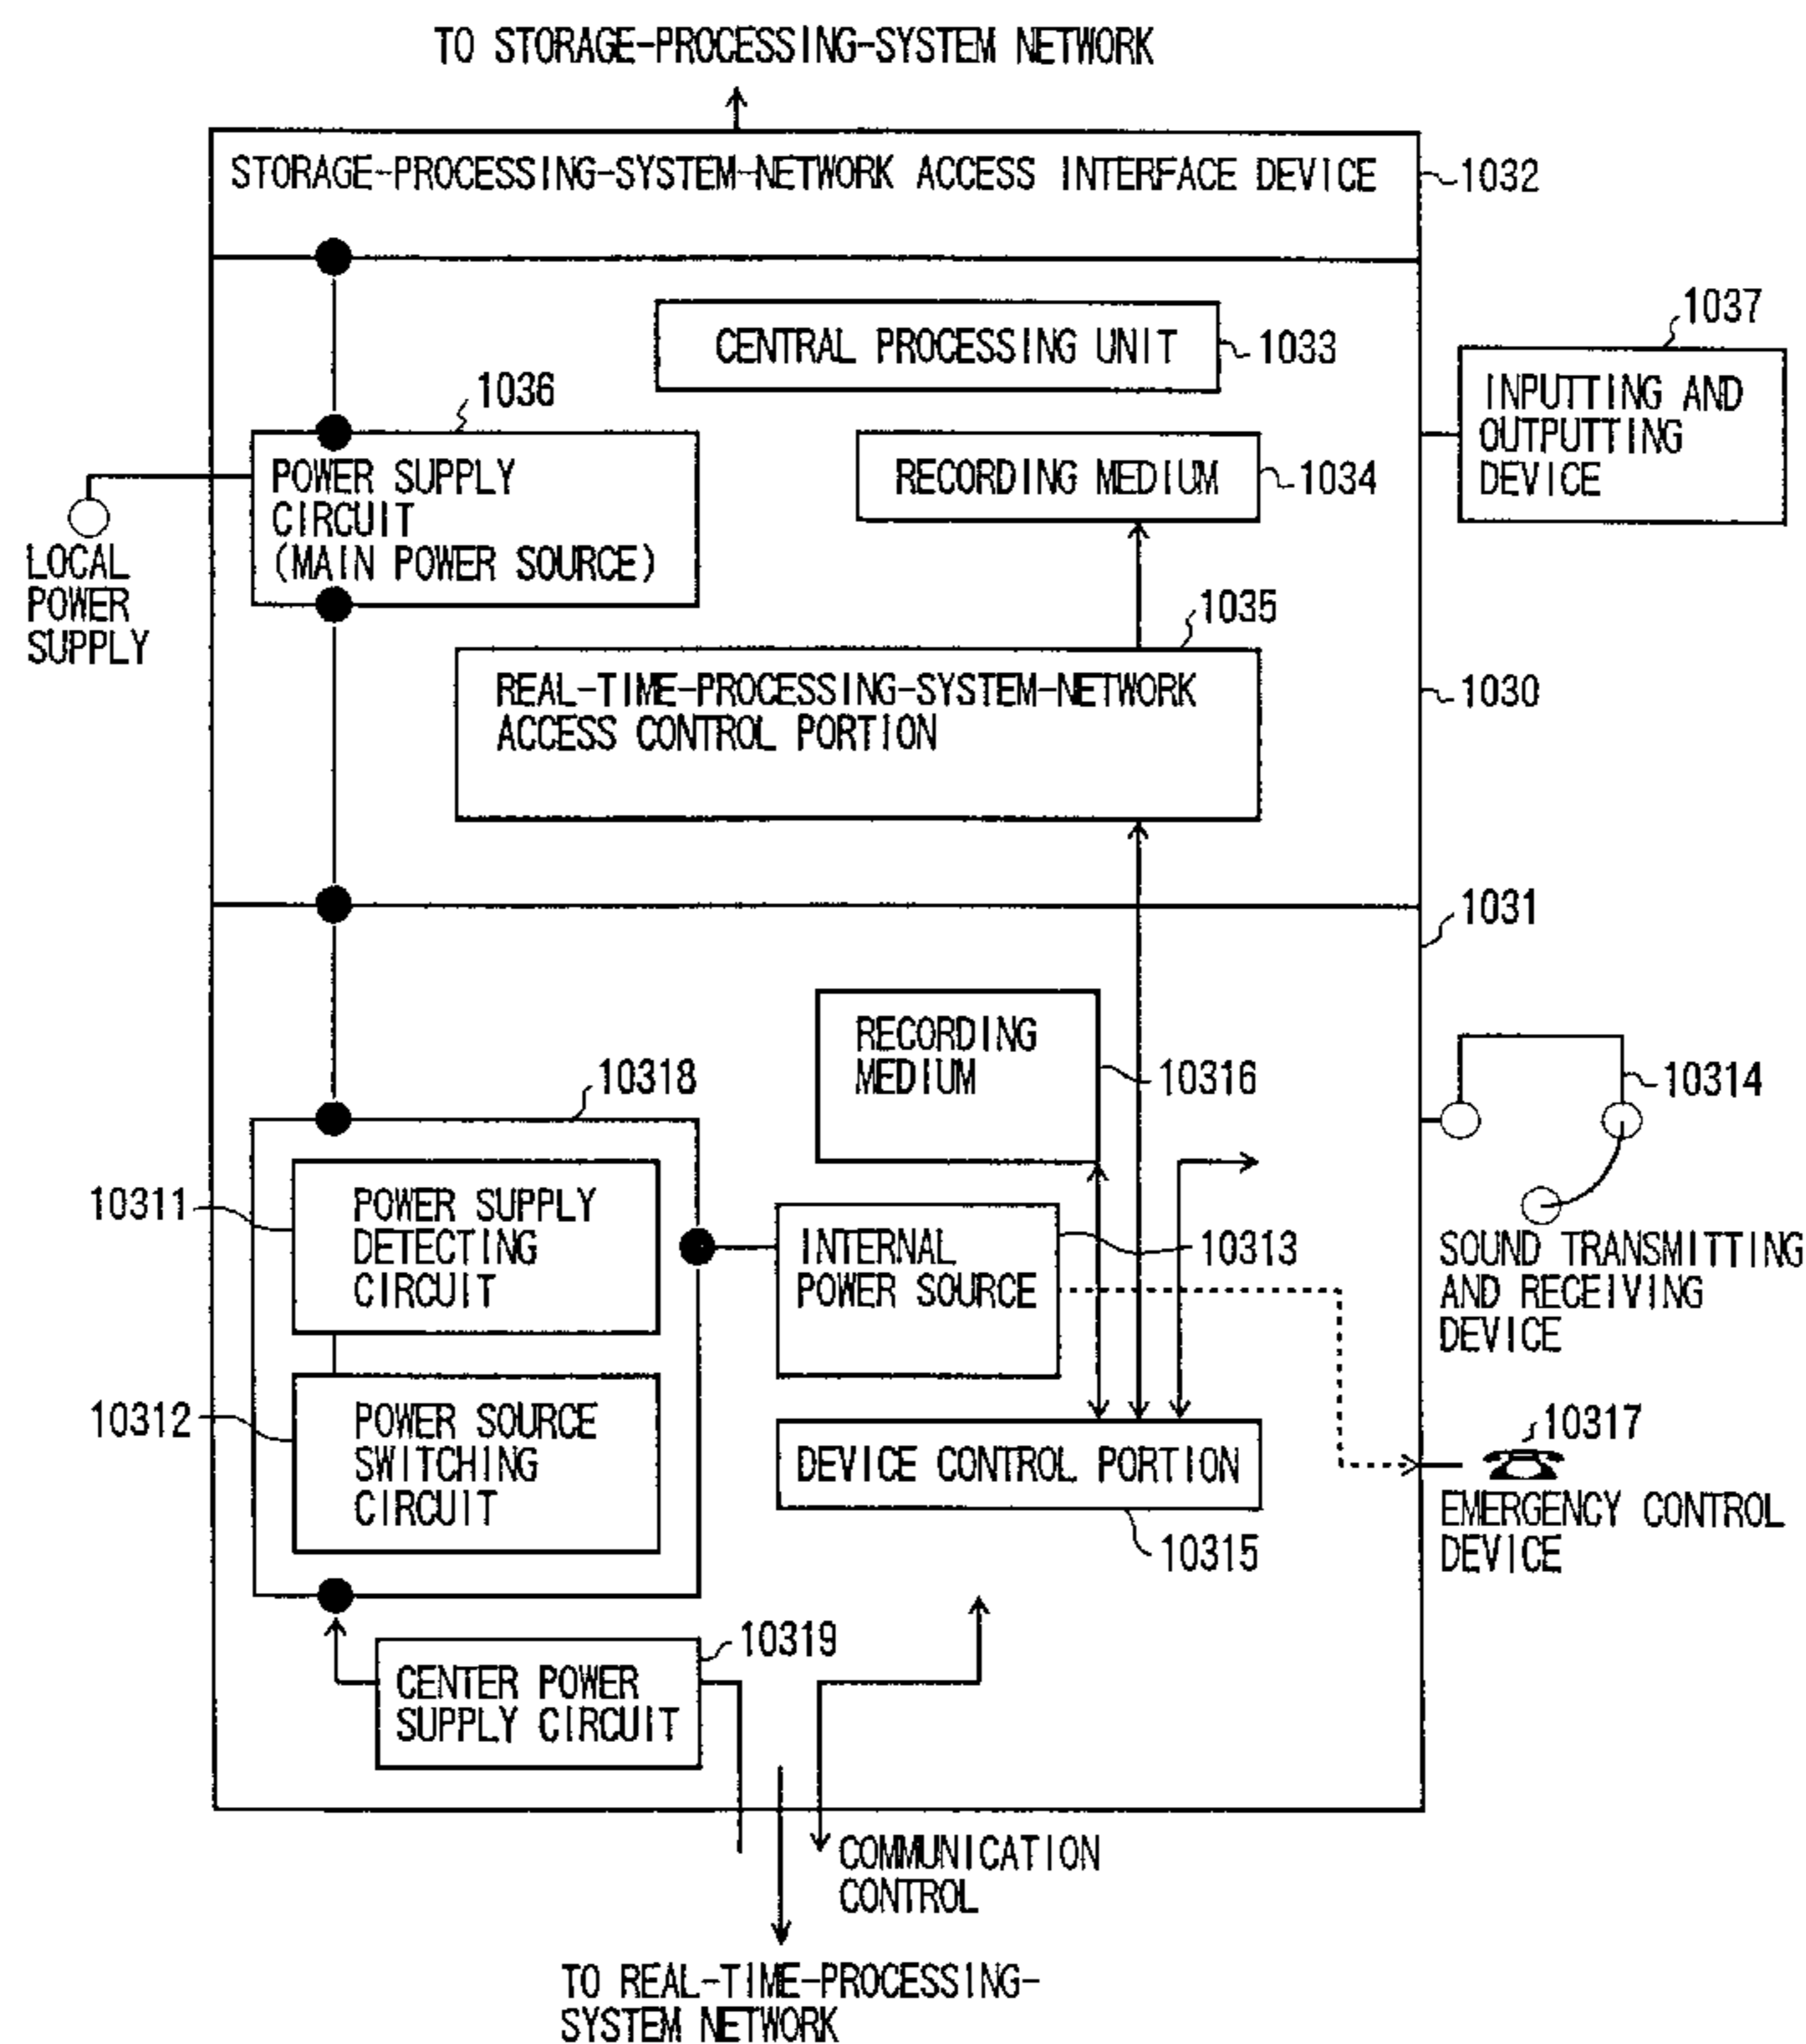 TO STORAGE-PROCESSING-SYSTEM NETWORK
STORAGE-PROCESSING-SYSTEM-NETWORK ACCESS INTERFACE DEVICE
1032
CENTRAL PROCESSING UNIT
1033
1037
INPUTTING AND
OUTPUTTING
DEVICE
1036
POWER SUPPLY
CIRCUIT
(MAIN POWER SOURCE)
RECORDING MEDIUM
1034
LOCAL
POWER
SUPPLY
1035
REAL-TIME-PROCESSING-SYSTEM-NETWORK
ACCESS CONTROL PORTION
1030
1031
RECORDING
MEDIUM
10316
10318
10314
10311
POWER SUPPLY
DETECTING
CIRCUIT
INTERNAL
POWER SOURCE
10313
SOUND TRANSMITTING
AND RECEIVING
DEVICE
10312
POWER SOURCE
SWITCHING
CIRCUIT
DEVICE CONTROL PORTION
10315
10317
EMERGENCY CONTROL
DEVICE
10319
CENTER POWER
SUPPLY CIRCUIT
COMMUNICATION
CONTROL
TO REAL-TIME-PROCESSING-
SYSTEM NETWORK